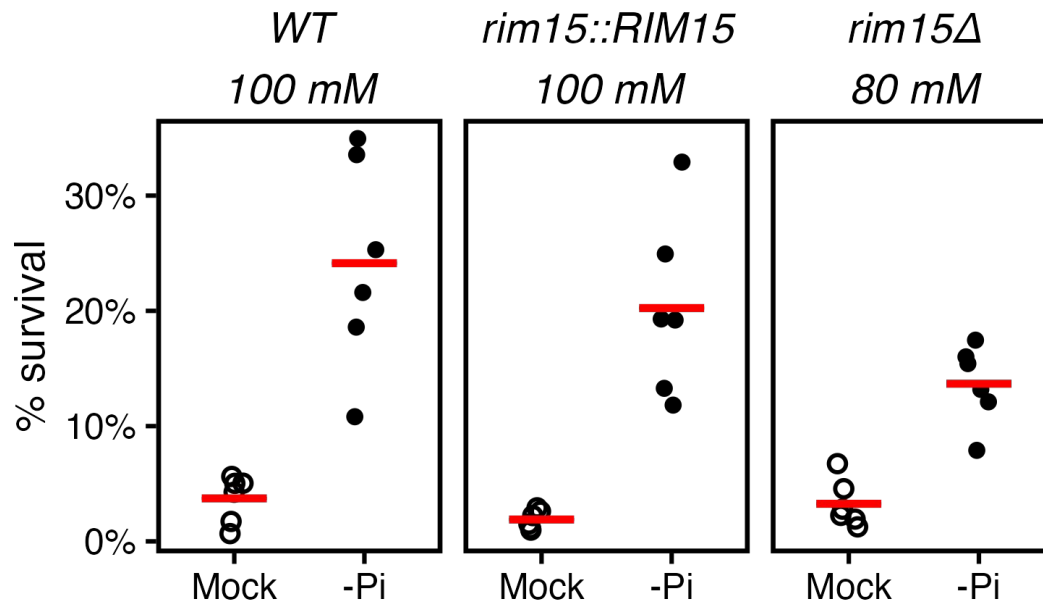 WT rim15::RIM15 rim15Δ
100 mM 100 mM 80 mM
% survival
30%
20%
10%
0%
Mock -Pi Mock -Pi Mock -Pi